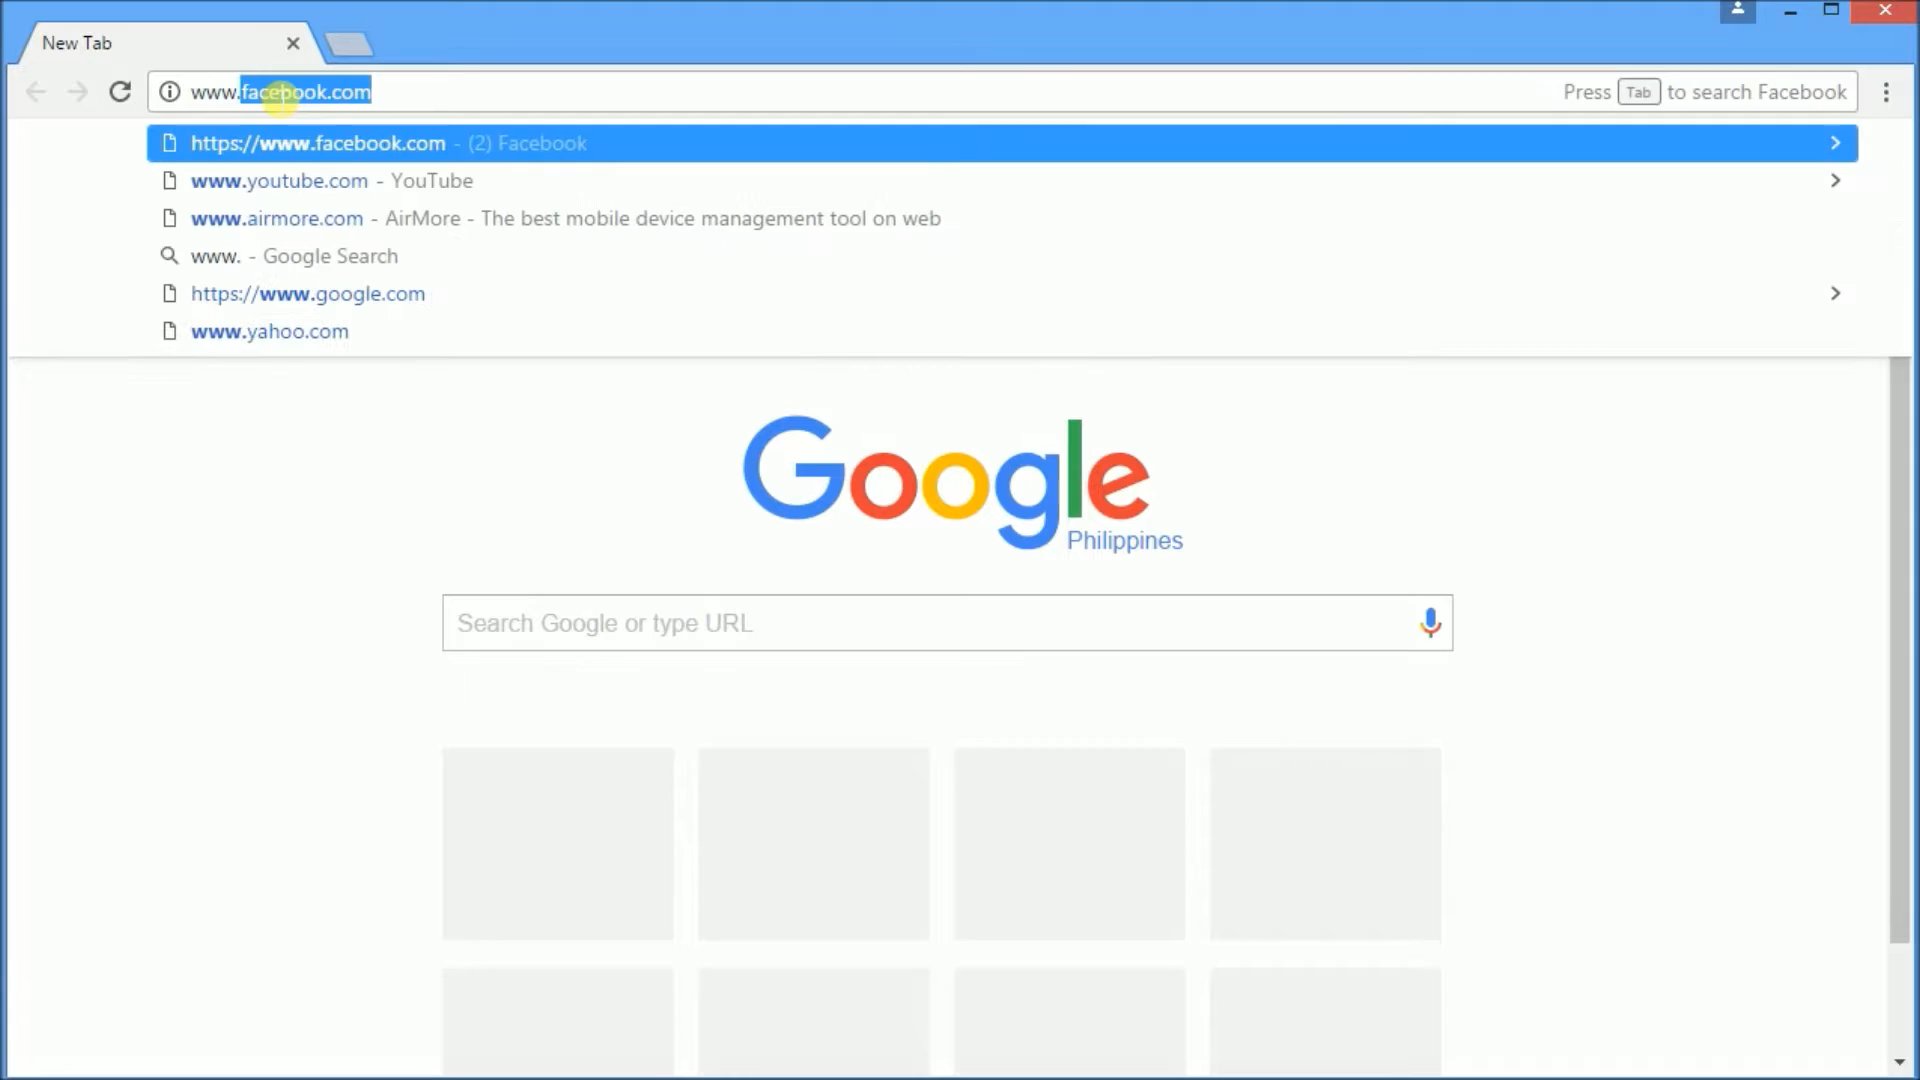 New Tab
www.facebook.com Press Tab to search Facebook
https://www.facebook.com - (2) Facebook
www.youtube.com - YouTube
www.airmore.com - AirMore - The best mobile device management tool on web
www. - Google Search
https://www.google.com
www.yahoo.com
Google
Philippines
Search Google or type URL